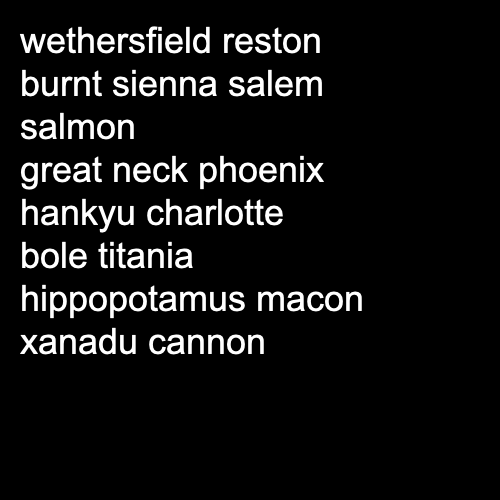 wethersfield reston
burnt sienna salem
salmon
great neck phoenix
hankyu charlotte
bole titania
hippopotamus macon
xanadu cannon